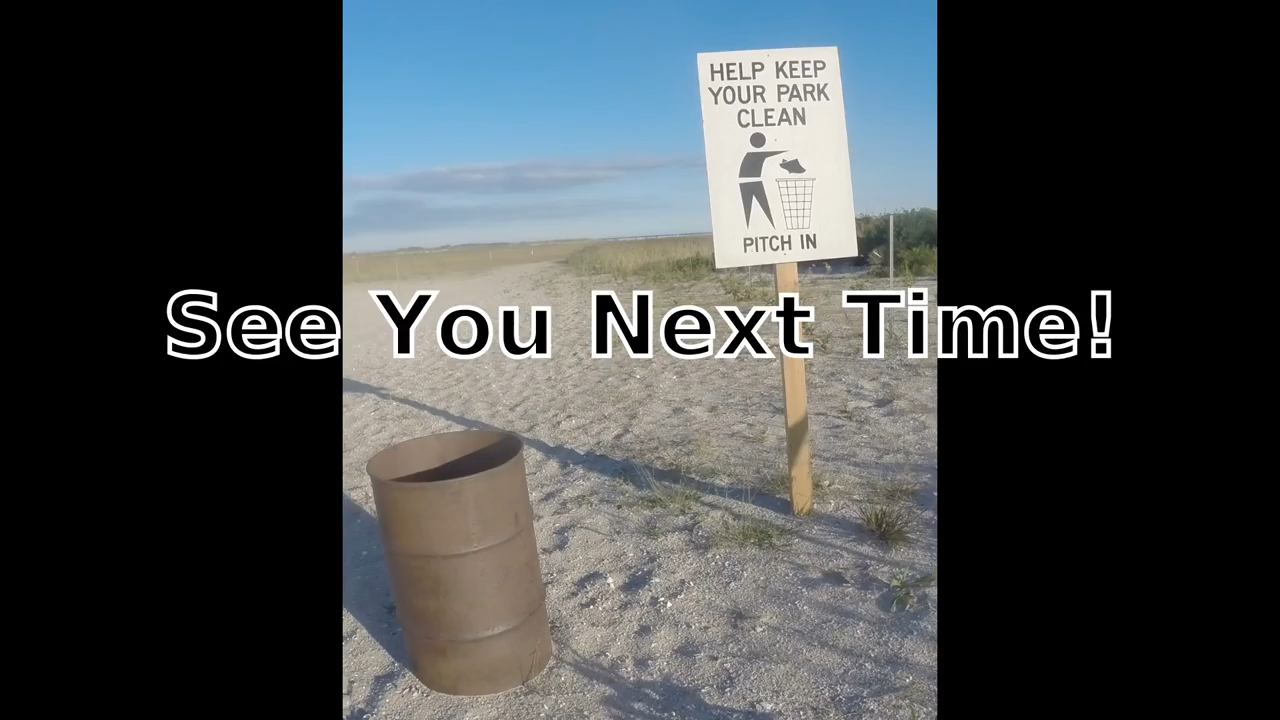 HELP KEEP
YOUR PARK
CLEAN
PITCH IN
See You Next Time!